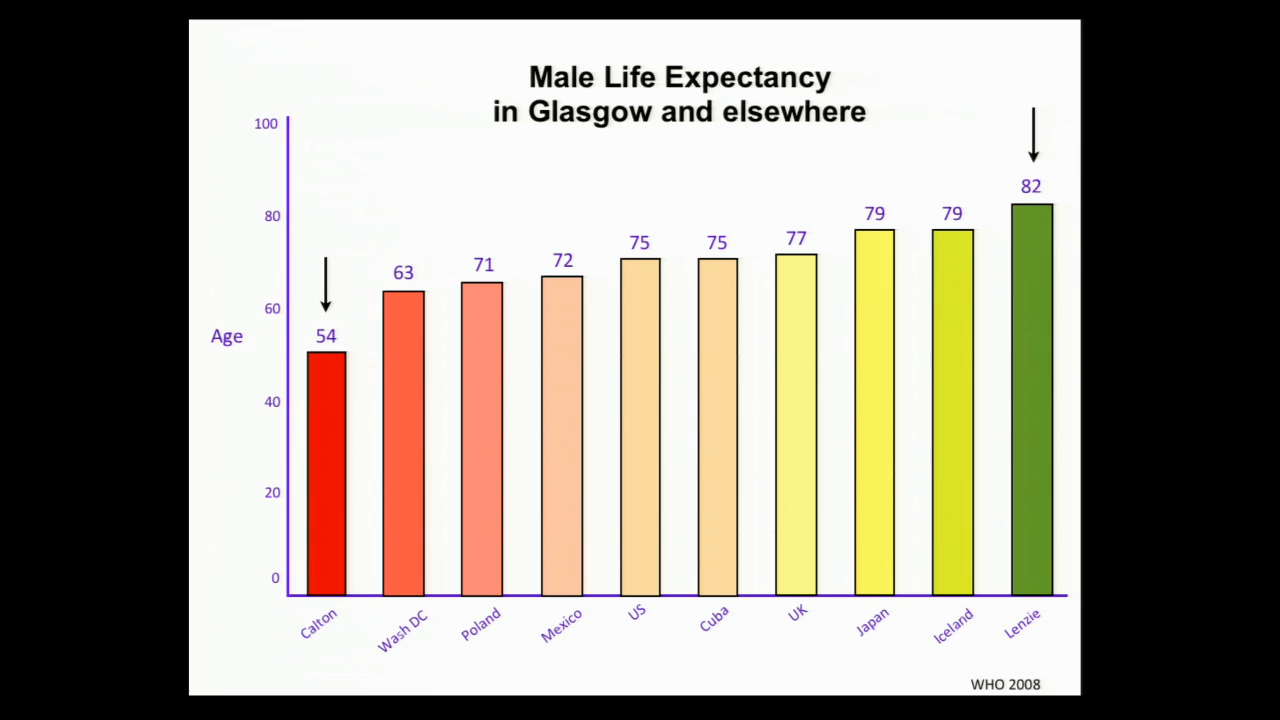 Male Life Expectancy
in Glasgow and elsewhere
100
80
60
40
20
0
Age
54
63
71
72
75
75
77
79
79
82
Calton
Wash DC
Poland
Mexico
US
Cuba
UK
Japan
Iceland
Lenzie
WHO 2008